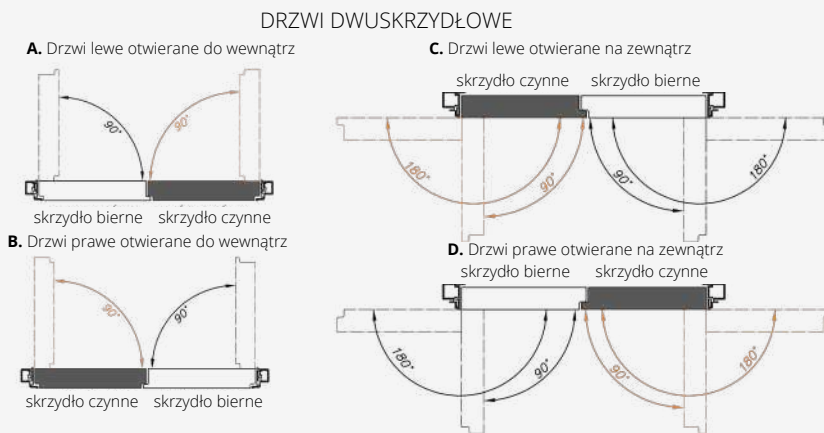 DRZWI DWUSKRZYDŁOWE
A. Drzwi lewe otwierane do wewnątrz
90°
90°
skrzydło bierne skrzydło czynne
B. Drzwi prawe otwierane do wewnątrz
90°
90°
skrzydło czynne skrzydło bierne
C. Drzwi lewe otwierane na zewnątrz
skrzydło czynne skrzydło bierne
180° 90° 90° 180°
D. Drzwi prawe otwierane na zewnątrz
skrzydło bierne skrzydło czynne
180° 90° 90° 180°